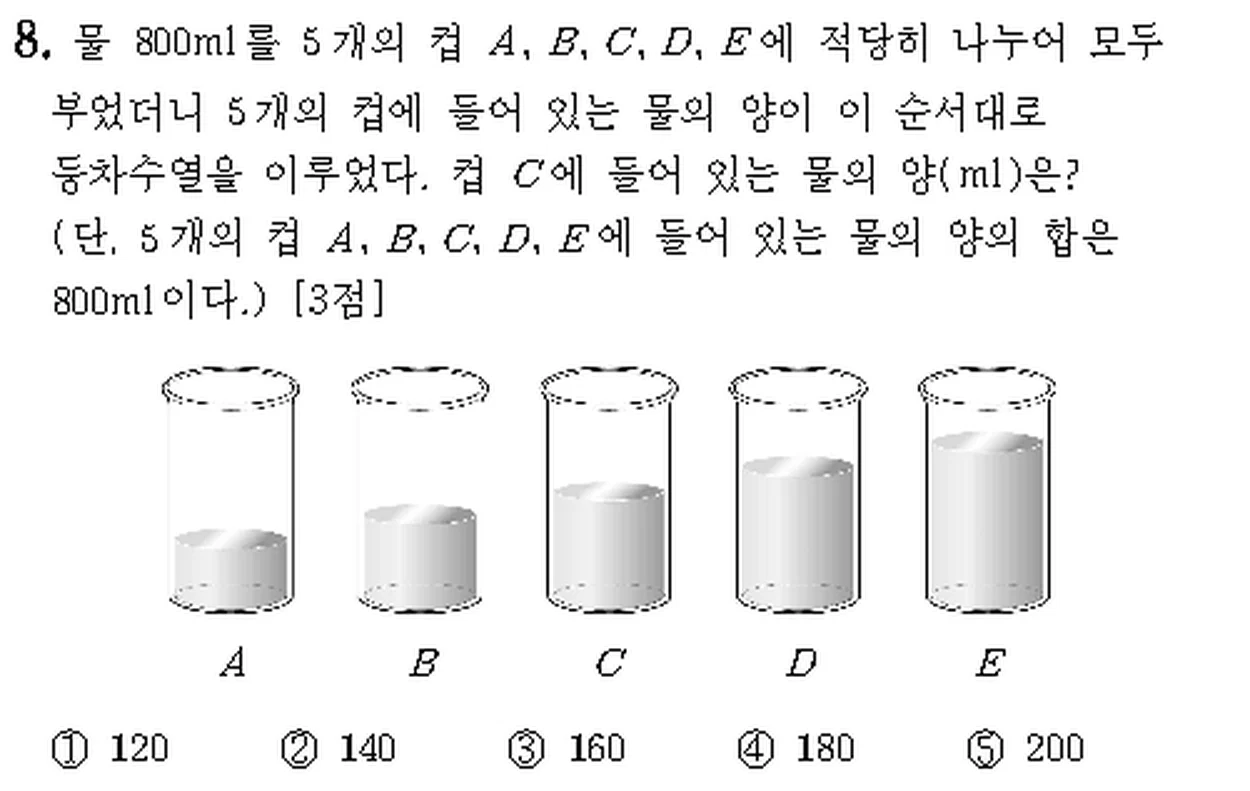 8. 물 800ml를 5개의 컵 A, B, C, D, E에 적당히 나누어 모두
부었더니 5개의 컵에 들어 있는 물의 양이 이 순서대로
등차수열을 이루었다. 컵 C에 들어 있는 물의 양(ml)은?
(단, 5개의 컵 A, B, C, D, E에 들어 있는 물의 양의 합은
800ml이다.) [3점]
A B C D E
① 120 ② 140 ③ 160 ④ 180 ⑤ 200